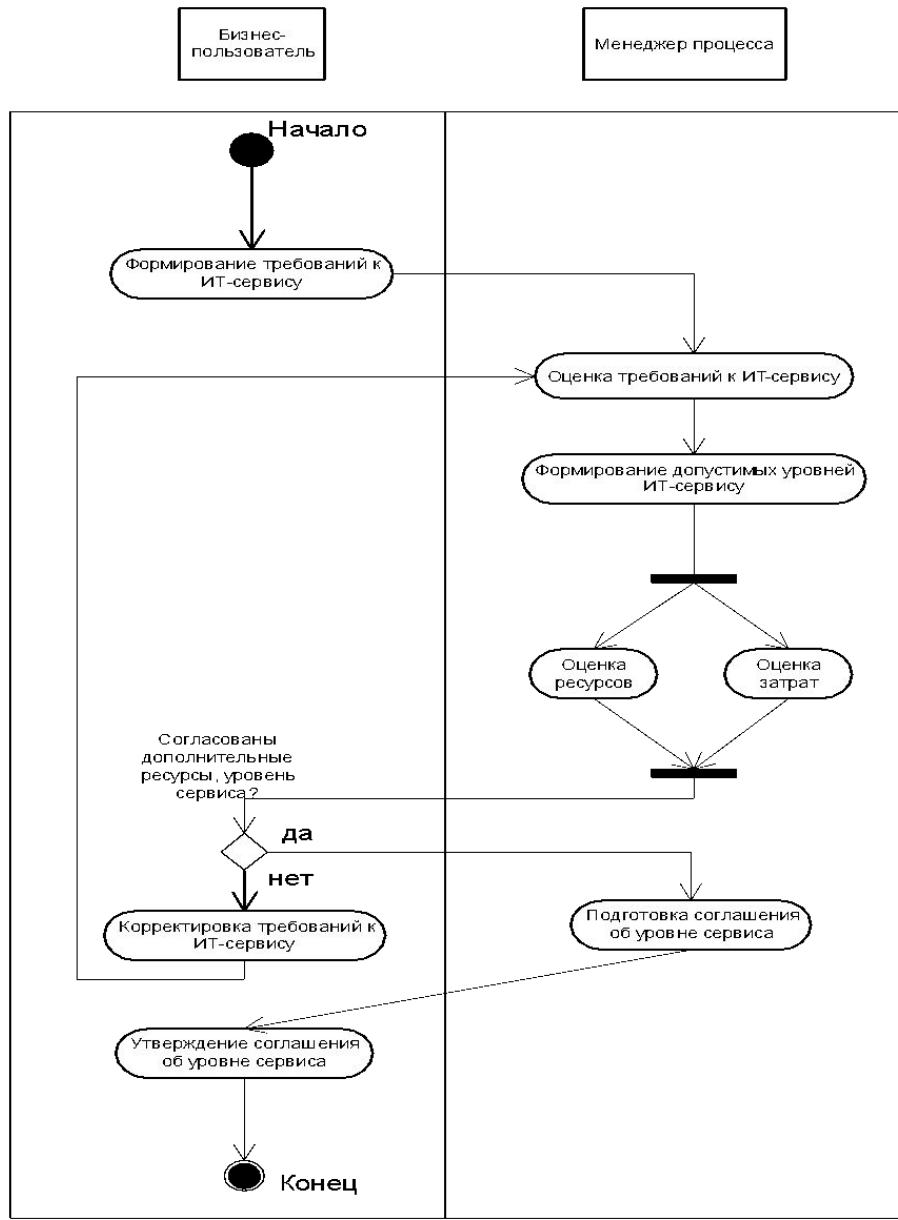 Бизнес-
пользователь
Менеджер процесса
Начало
Формирование требований к
ИТ-сервису
Оценка требований к ИТ-сервису
Формирование допустимых уровней
ИТ-сервису
Оценка
ресурсов
Оценка
затрат
Согласованы
дополнительные
ресурсы, уровень
сервиса?
да
нет
Корректировка требований к
ИТ-сервису
Подготовка соглашения
об уровне сервиса
Утверждение соглашения
об уровне сервиса
Конец